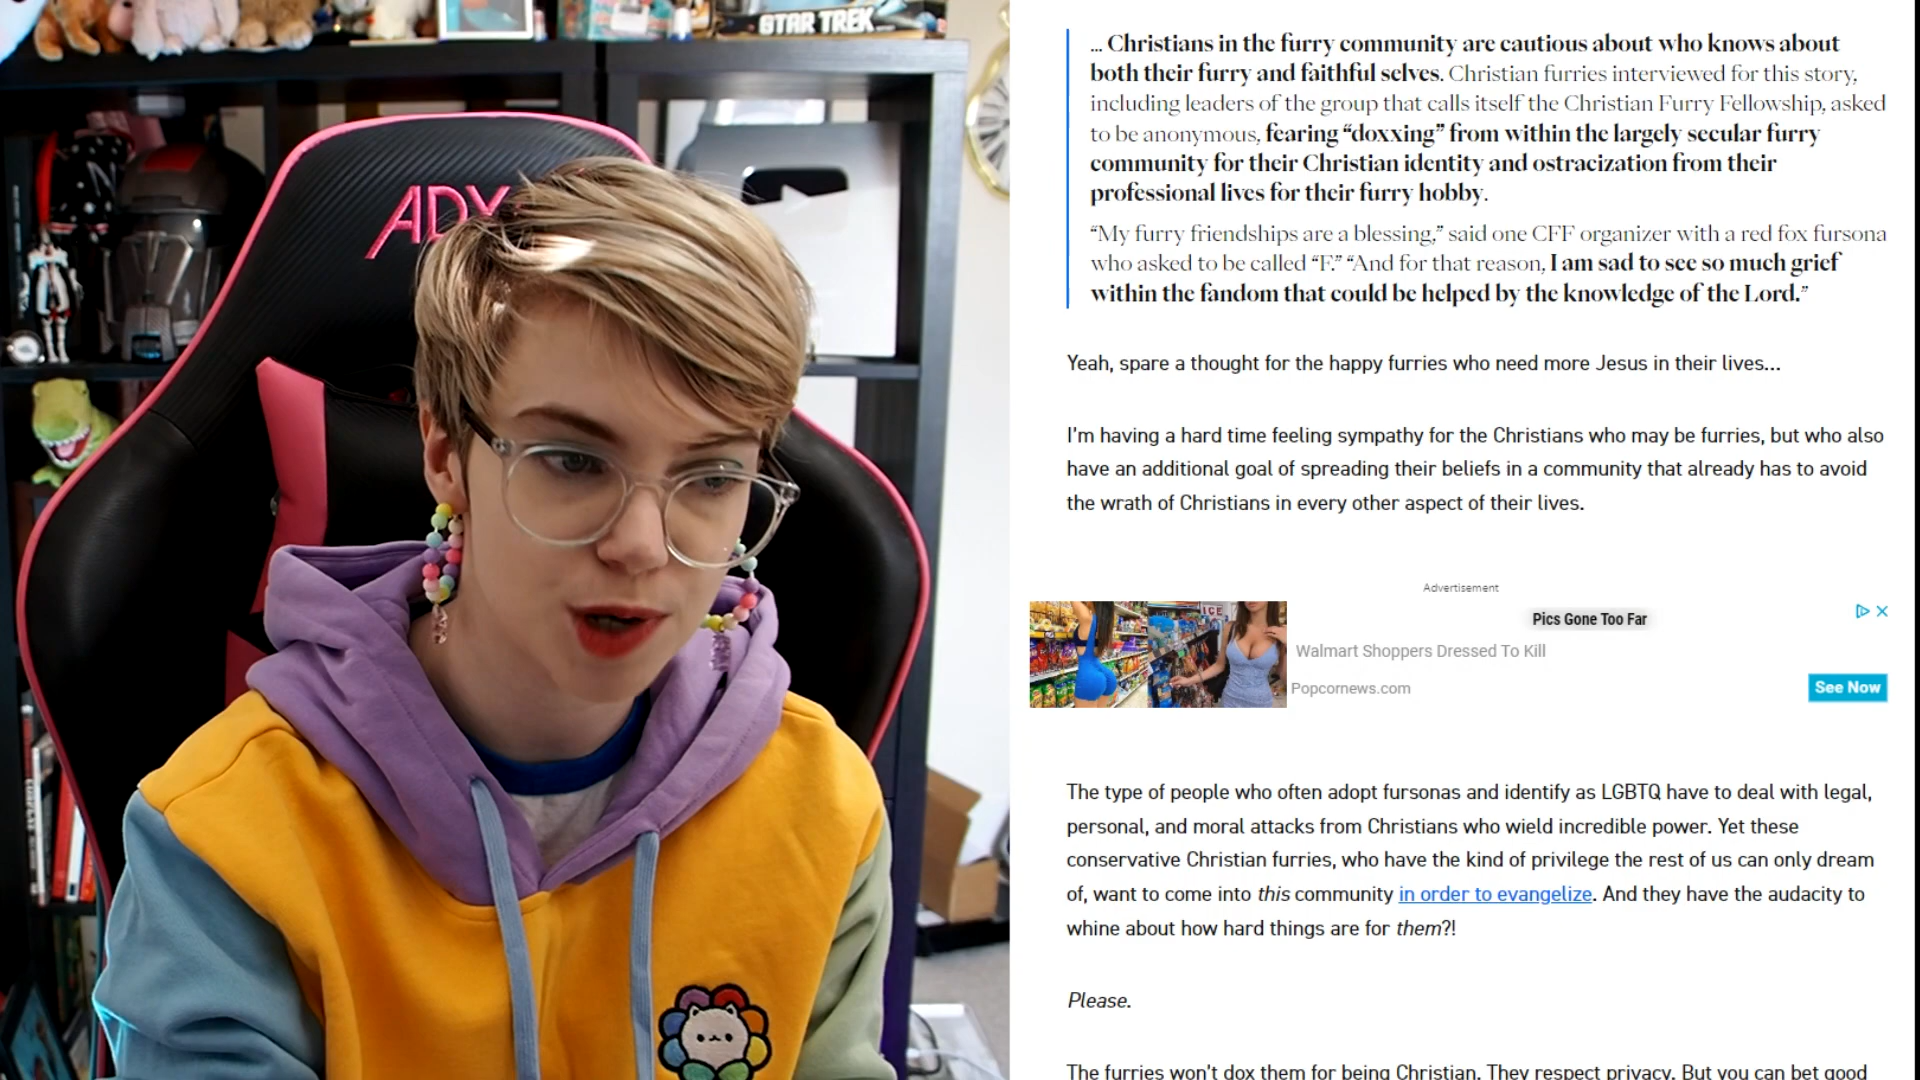 STAR TREK
ADX
... Christians in the furry community are cautious about who knows about
both their furry and faithful selves. Christian furries interviewed for this story,
including leaders of the group that calls itself the Christian Furry Fellowship, asked
to be anonymous, fearing “doxxing” from within the largely secular furry
community for their Christian identity and ostracization from their
professional lives for their furry hobby.
“My furry friendships are a blessing,” said one CFF organizer with a red fox fursona
who asked to be called “F.” “And for that reason, I am sad to see so much grief
within the fandom that could be helped by the knowledge of the Lord.”
Yeah, spare a thought for the happy furries who need more Jesus in their lives...
I’m having a hard time feeling sympathy for the Christians who may be furries, but who also
have an additional goal of spreading their beliefs in a community that already has to avoid
the wrath of Christians in every other aspect of their lives.
Advertisement
ICE
Pics Gone Too Far
Walmart Shoppers Dressed To Kill
Popcornews.com
See Now
The type of people who often adopt fursonas and identify as LGBTQ have to deal with legal,
personal, and moral attacks from Christians who wield incredible power. Yet these
conservative Christian furries, who have the kind of privilege the rest of us can only dream
of, want to come into this community in order to evangelize. And they have the audacity to
whine about how hard things are for them?!
Please.
The furries won’t dox them for being Christian. They respect privacy. But you can bet good